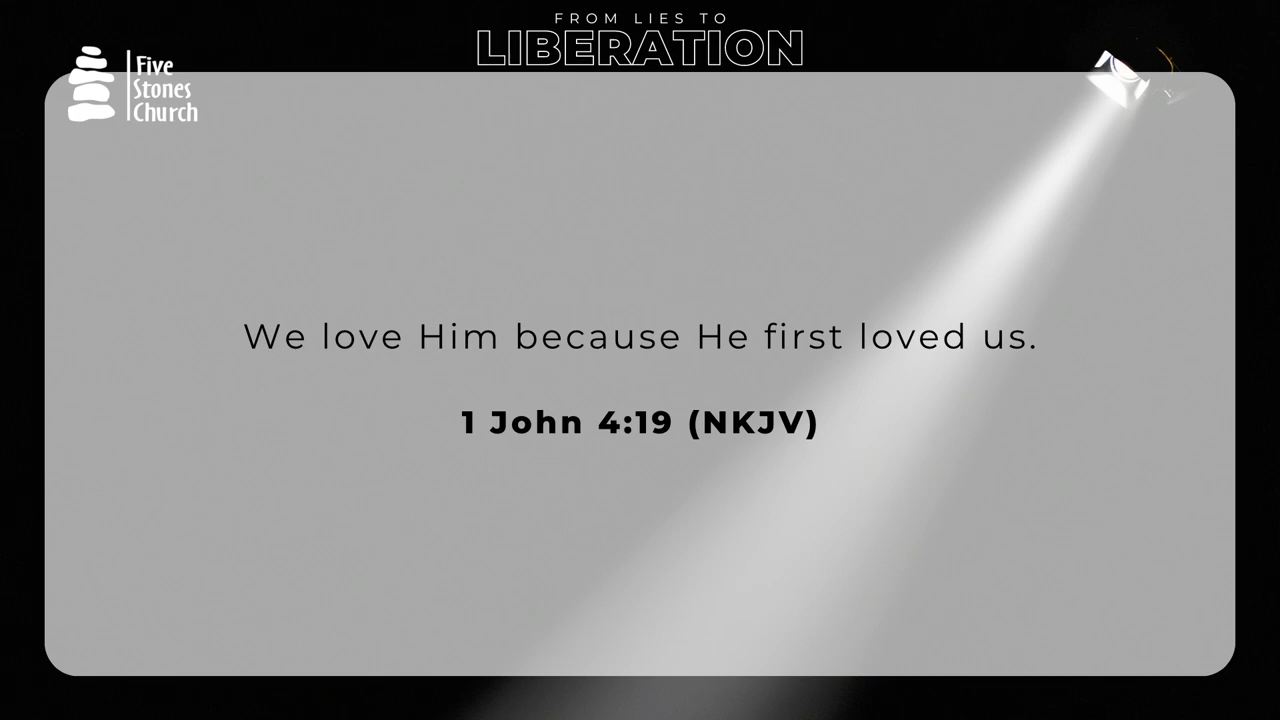 FROM LIES TO
LIBERATION
Five
Stones
Church
We love Him because He first loved us.
1 John 4:19 (NKJV)